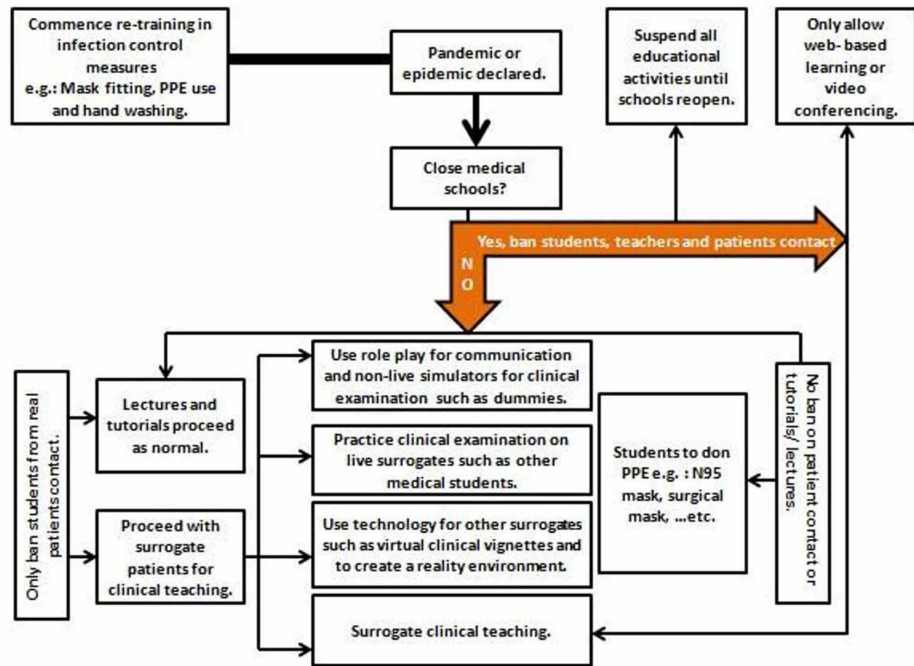 Commence re-training in
infection control
measures
e.g.: Mask fitting, PPE use
and hand washing.
Pandemic or
epidemic declared.
Suspend all
educational
activities until
schools reopen.
Only allow
web- based
learning or
video
conferencing.
Close medical
schools?
Yes, ban students, teachers and patients contact
N
O
Only ban students from real
patients contact.
Lectures and
tutorials proceed
as normal.
Proceed with
surrogate
patients for
clinical teaching.
Use role play for communication
and non-live simulators for clinical
examination such as dummies.
Practice clinical examination on
live surrogates such as other
medical students.
Use technology for other surrogates
such as virtual clinical vignettes and
to create a reality environment.
Surrogate clinical teaching.
Students to don
PPE e.g. : N95
mask, surgical
mask, ...etc.
No ban on patient contact or
tutorials/ lectures.